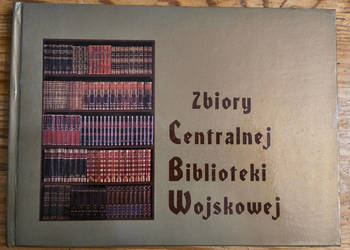 Zbiory
Centralnej
Biblioteki
Wojskowej